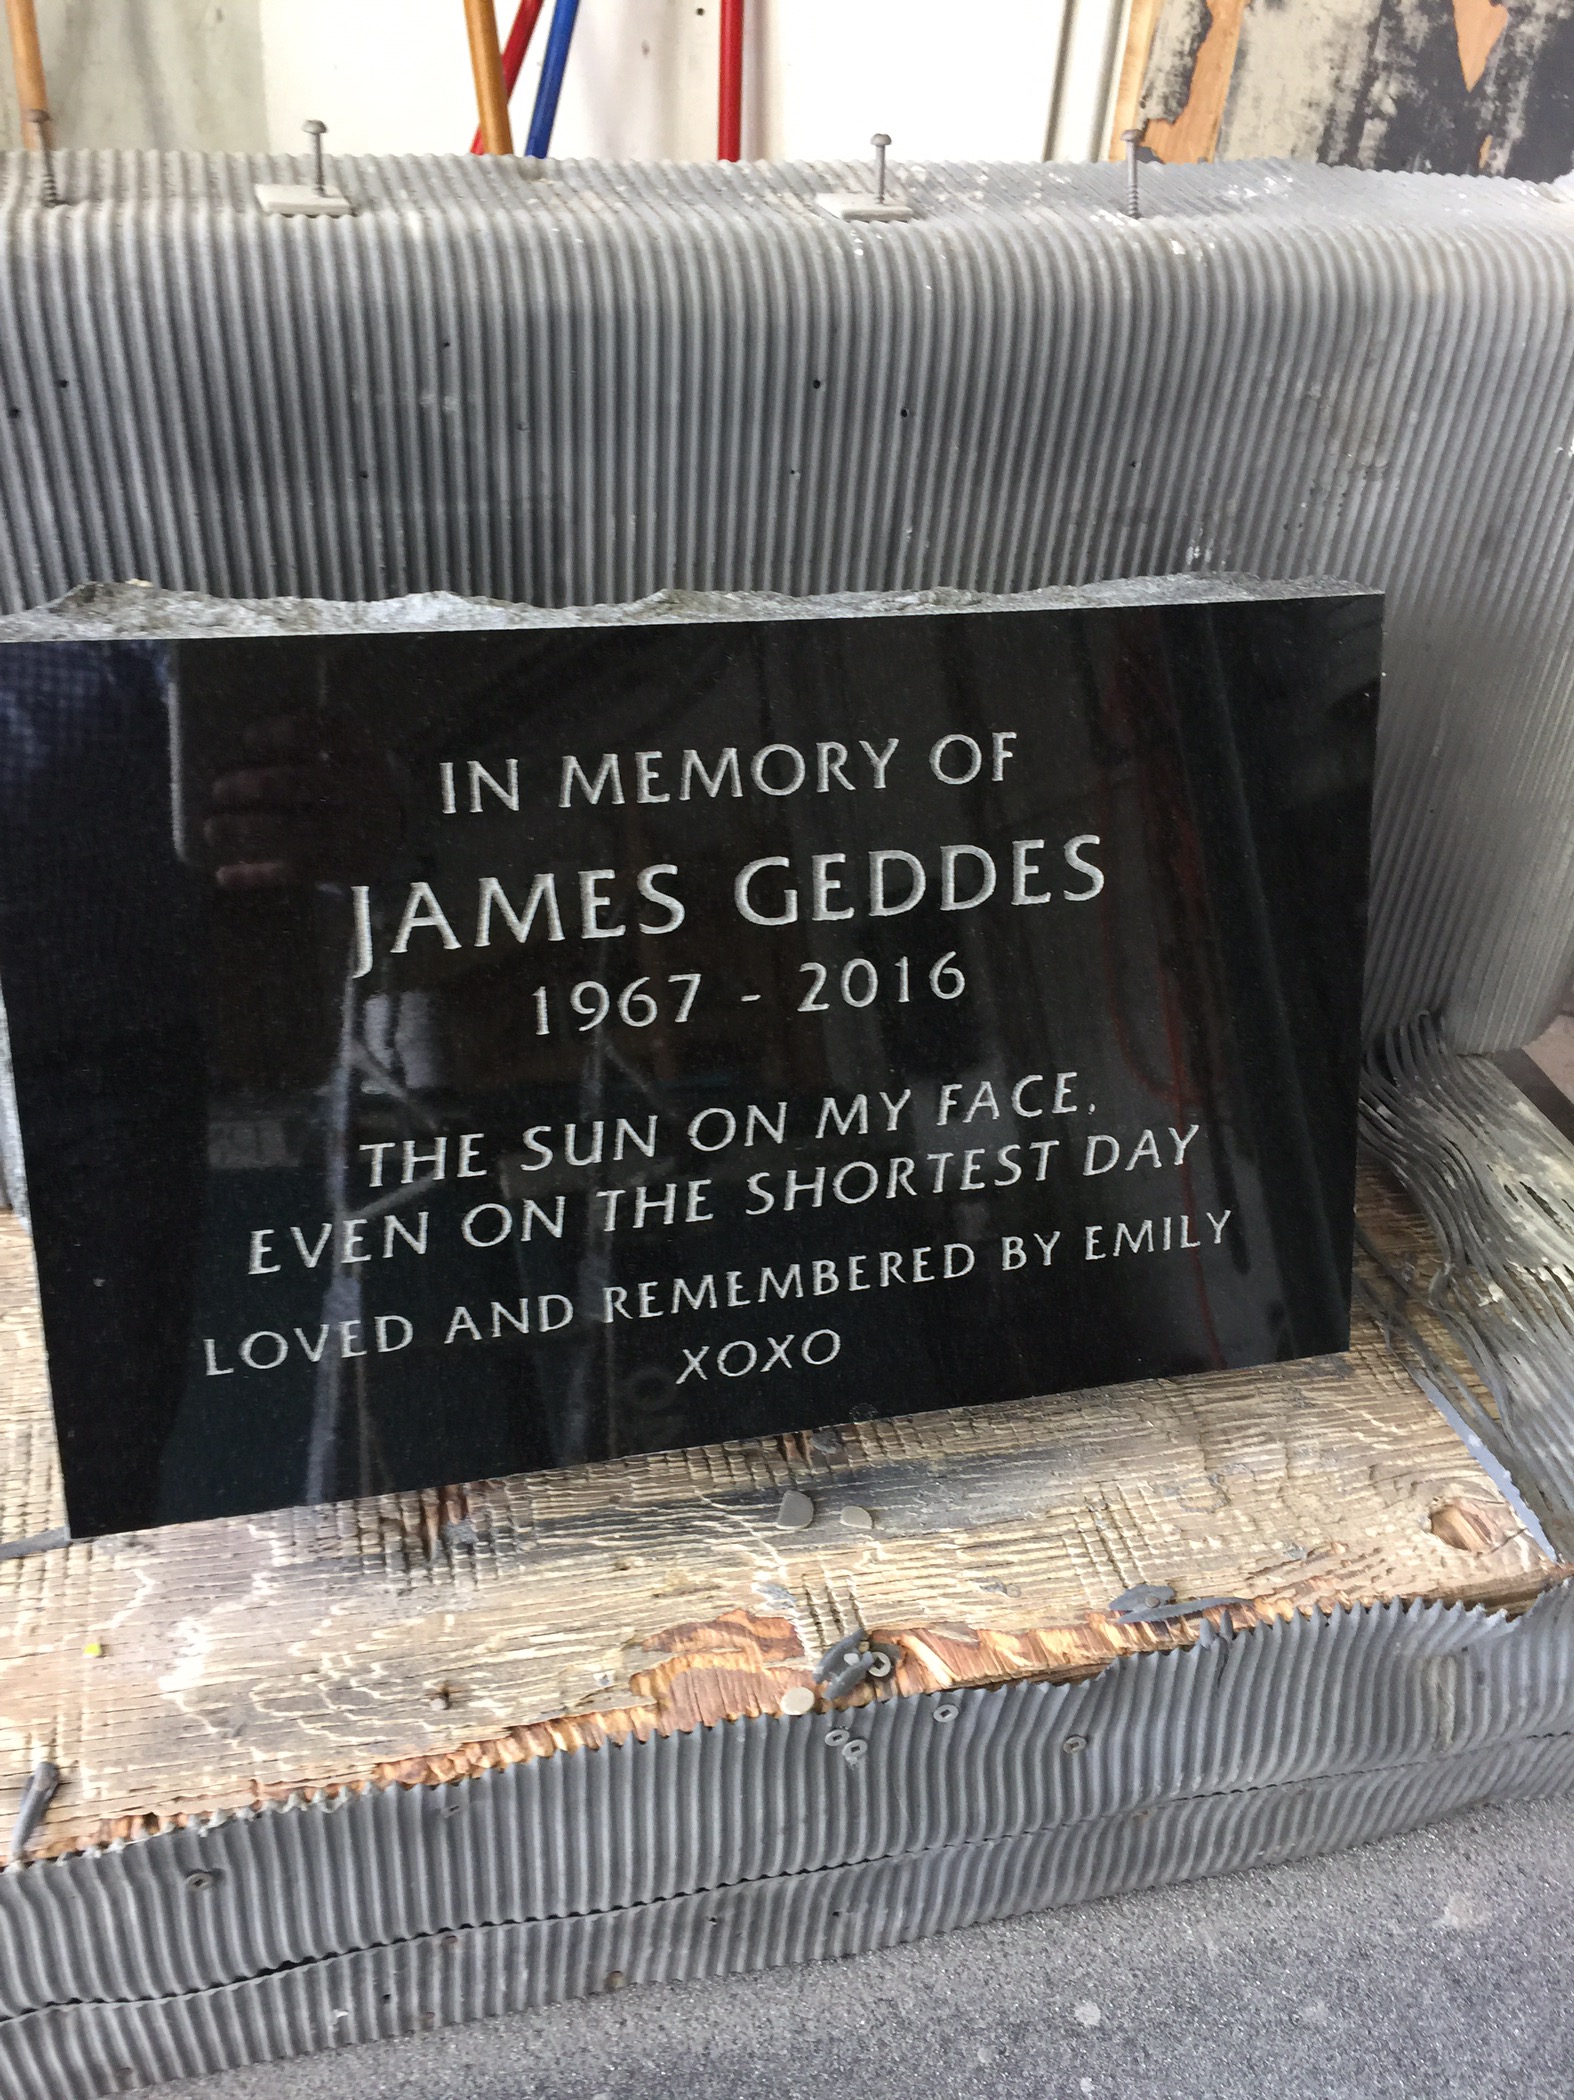 IN MEMORY OF
JAMES GEDDES
1967 - 2016
THE SUN ON MY FACE,
EVEN ON THE SHORTEST DAY
LOVED AND REMEMBERED BY EMILY
XOXO